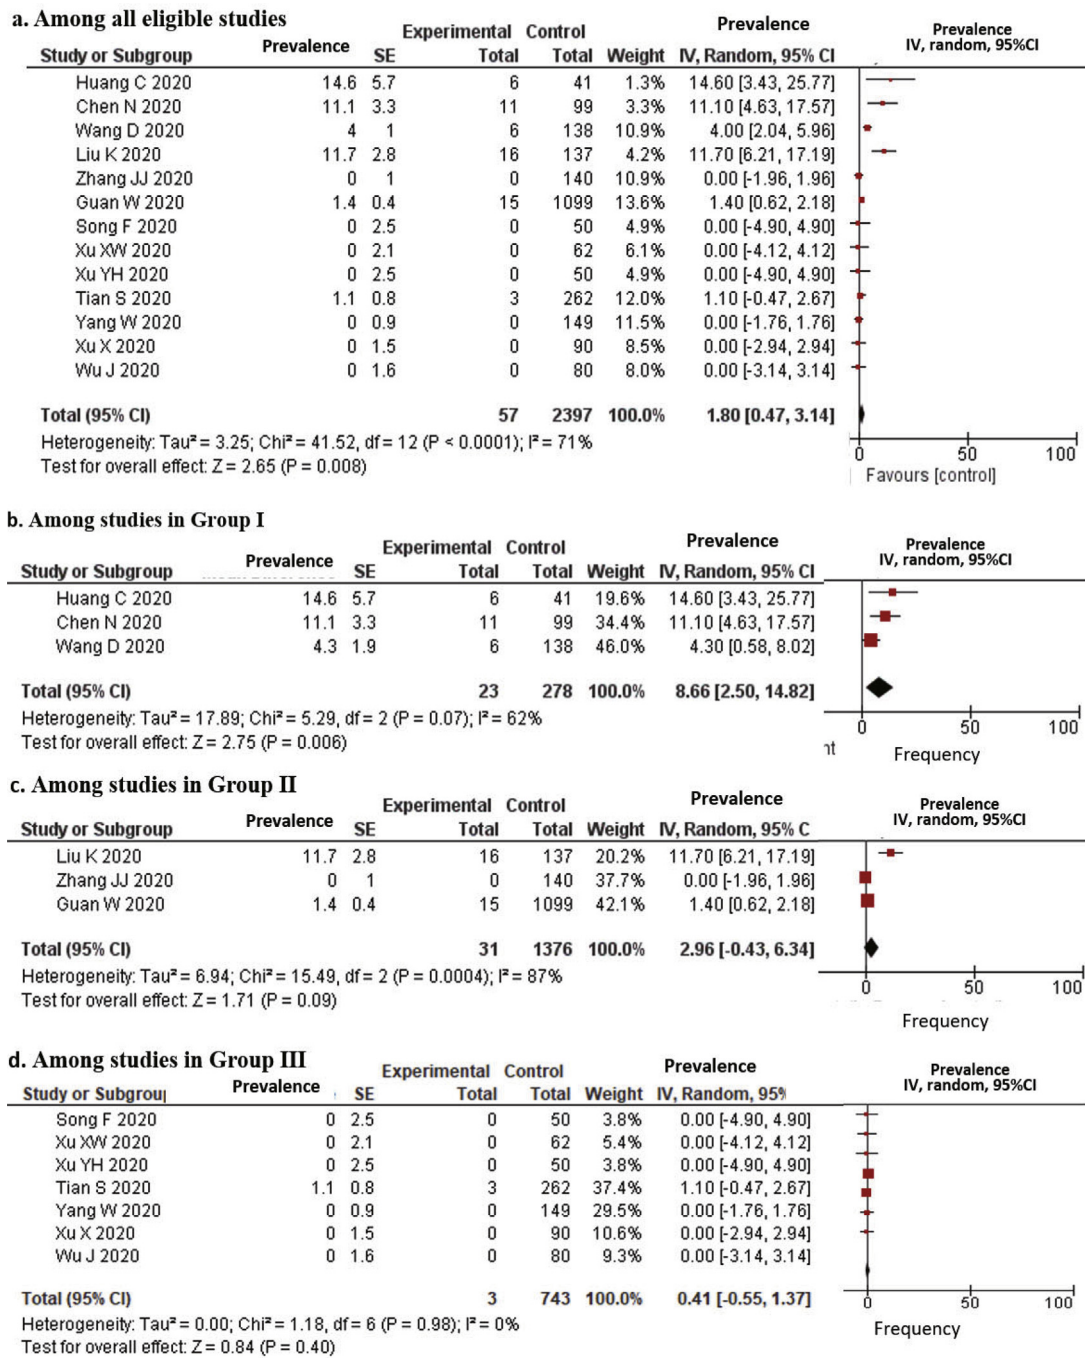 a. Among all eligible studies
Experimental Control Prevalence Prevalence
Study or Subgroup Prevalence SE Total Total Weight IV, Random, 95% CI IV, random, 95%CI
Huang C 2020 14.6 5.7 6 41 1.3% 14.60 [3.43, 25.77]
Chen N 2020 11.1 3.3 11 99 3.3% 11.10 [4.63, 17.57]
Wang D 2020 4 1 6 138 10.9% 4.00 [2.04, 5.96]
Liu K 2020 11.7 2.8 16 137 4.2% 11.70 [6.21, 17.19]
Zhang JJ 2020 0 1 0 140 10.9% 0.00 [-1.96, 1.96]
Guan W 2020 1.4 0.4 15 1099 13.6% 1.40 [0.62, 2.18]
Song F 2020 0 2.5 0 50 4.9% 0.00 [-4.90, 4.90]
Xu XW 2020 0 2.1 0 62 6.1% 0.00 [-4.12, 4.12]
Xu YH 2020 0 2.5 0 50 4.9% 0.00 [-4.90, 4.90]
Tian S 2020 1.1 0.8 3 262 12.0% 1.10 [-0.47, 2.67]
Yang W 2020 0 0.9 0 149 11.5% 0.00 [-1.76, 1.76]
Xu X 2020 0 1.5 0 90 8.5% 0.00 [-2.94, 2.94]
Wu J 2020 0 1.6 0 80 8.0% 0.00 [-3.14, 3.14]
Total (95% CI) 57 2397 100.0% 1.80 [0.47, 3.14]
Heterogeneity: Tau² = 3.25; Chi² = 41.52, df = 12 (P < 0.0001); I² = 71%
Test for overall effect: Z = 2.65 (P = 0.008)
0 50 100
Favours [control]
b. Among studies in Group I
Experimental Control Prevalence Prevalence
Study or Subgroup Prevalence SE Total Total Weight IV, Random, 95% CI IV, random, 95%CI
Huang C 2020 14.6 5.7 6 41 19.6% 14.60 [3.43, 25.77]
Chen N 2020 11.1 3.3 11 99 34.4% 11.10 [4.63, 17.57]
Wang D 2020 4.3 1.9 6 138 46.0% 4.30 [0.58, 8.02]
Total (95% CI) 23 278 100.0% 8.66 [2.50, 14.82]
Heterogeneity: Tau² = 17.89; Chi² = 5.29, df = 2 (P = 0.07); I² = 62%
Test for overall effect: Z = 2.75 (P = 0.006)
0 50 100
nt Frequency
c. Among studies in Group II
Experimental Control Prevalence Prevalence
Study or Subgroup Prevalence SE Total Total Weight IV, Random, 95% C IV, random, 95%CI
Liu K 2020 11.7 2.8 16 137 20.2% 11.70 [6.21, 17.19]
Zhang JJ 2020 0 1 0 140 37.7% 0.00 [-1.96, 1.96]
Guan W 2020 1.4 0.4 15 1099 42.1% 1.40 [0.62, 2.18]
Total (95% CI) 31 1376 100.0% 2.96 [-0.43, 6.34]
Heterogeneity: Tau² = 6.94; Chi² = 15.49, df = 2 (P = 0.0004); I² = 87%
Test for overall effect: Z = 1.71 (P = 0.09)
0 50 100
Frequency
d. Among studies in Group III
Experimental Control Prevalence Prevalence
Study or Subgrou Prevalence SE Total Total Weight IV, Random, 95% IV, random, 95%CI
Song F 2020 0 2.5 0 50 3.8% 0.00 [-4.90, 4.90]
Xu XW 2020 0 2.1 0 62 5.4% 0.00 [-4.12, 4.12]
Xu YH 2020 0 2.5 0 50 3.8% 0.00 [-4.90, 4.90]
Tian S 2020 1.1 0.8 3 262 37.4% 1.10 [-0.47, 2.67]
Yang W 2020 0 0.9 0 149 29.5% 0.00 [-1.76, 1.76]
Xu X 2020 0 1.5 0 90 10.6% 0.00 [-2.94, 2.94]
Wu J 2020 0 1.6 0 80 9.3% 0.00 [-3.14, 3.14]
Total (95% CI) 3 743 100.0% 0.41 [-0.55, 1.37]
Heterogeneity: Tau² = 0.00; Chi² = 1.18, df = 6 (P = 0.98); I² = 0%
Test for overall effect: Z = 0.84 (P = 0.40)
0 50 100
Frequency